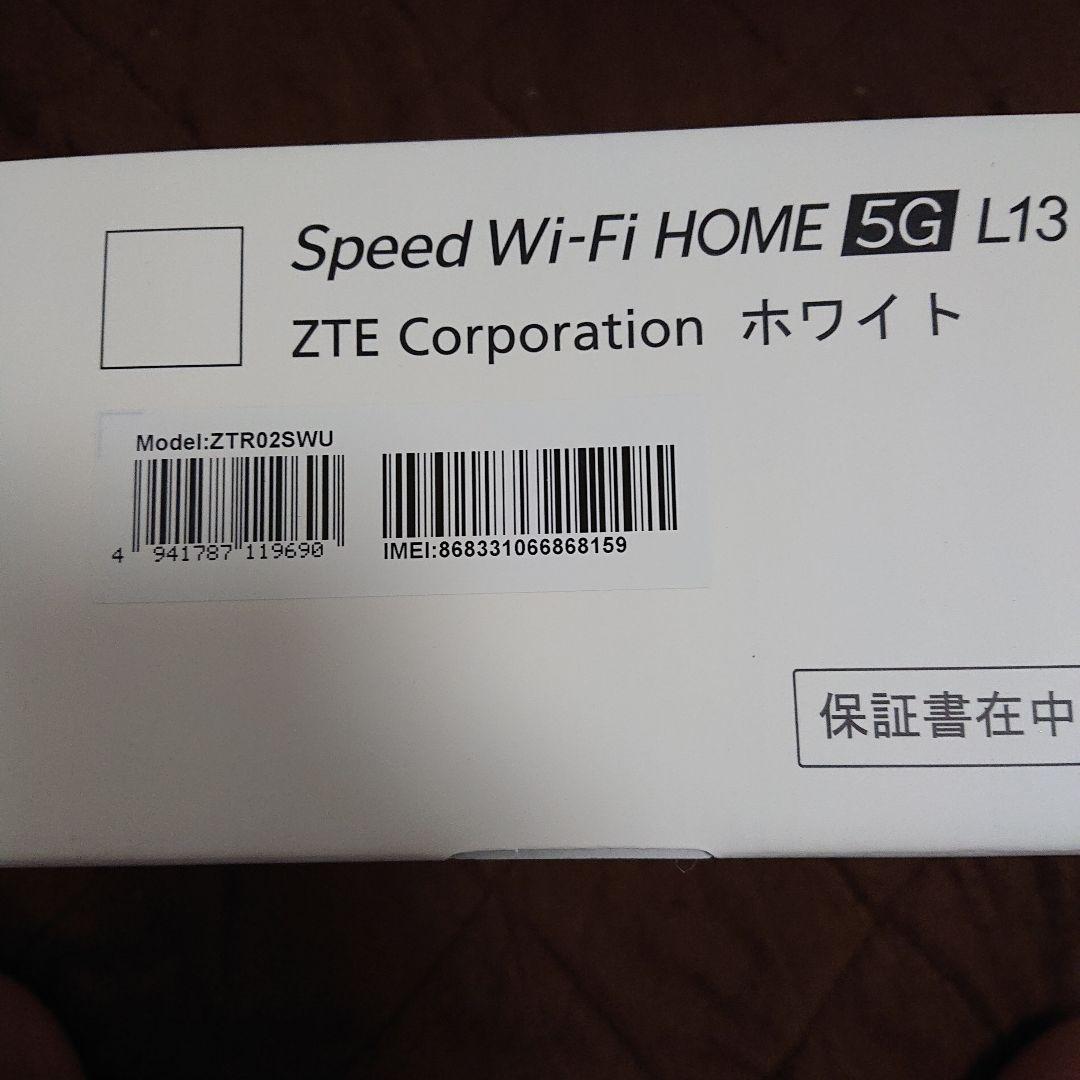 Speed Wi-Fi HOME 5G L13
ZTE Corporation ホワイト
Model:ZTR02SWU
4 941787 119690
IMEI:868331066868159
保証書在中